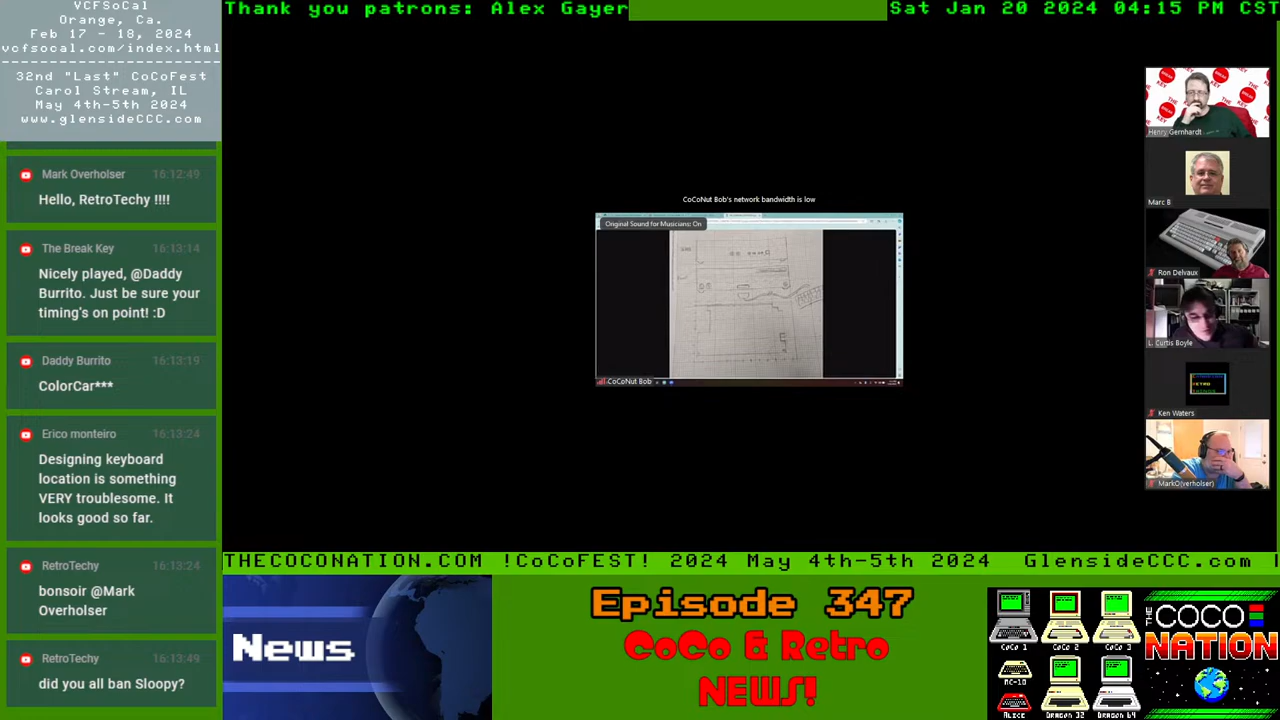 Thank you patrons: Alex Gayer
Sat Jan 20 2024 04:15 PM CST
VCFSoCal
Orange, Ca.
Feb 17 - 18, 2024
vcfsocal.com/index.html
32nd "Last" CoCoFest
Carol Stream, IL
May 4th-5th 2024
www.glensideCCC.com
Mark Overholser 16:12:49
Hello, RetroTechy !!!!
The Break Key 16:13:14
Nicely played, @Daddy
Burrito. Just be sure your
timing's on point! :D
Daddy Burrito 16:13:19
ColorCar***
Erico monteiro 16:13:24
Designing keyboard
location is something
VERY troublesome. It
looks good so far.
RetroTechy 16:13:24
bonsoir @Mark
Overholser
RetroTechy 16:13:49
did you all ban Sloopy?
CoCoNut Bob's network bandwidth is low
Original Sound for Musicians: On
CoCoNut Bob
THE BREAK KEY
Henry Gernhardt
Marc B
Ron Delvaux
L. Curtis Boyle
RETRO
Ken Waters
MarkO(verholser)
THECOCONATION.COM !CoCoFEST! 2024 May 4th-5th 2024 GlensideCCC.com
News
Episode 347
CoCo & Retro
NEWS!
CoCo 1
CoCo 2
CoCo 3
MC-10
ALICE
DRAGON 32
DRAGON 64
THE COCO
NATION